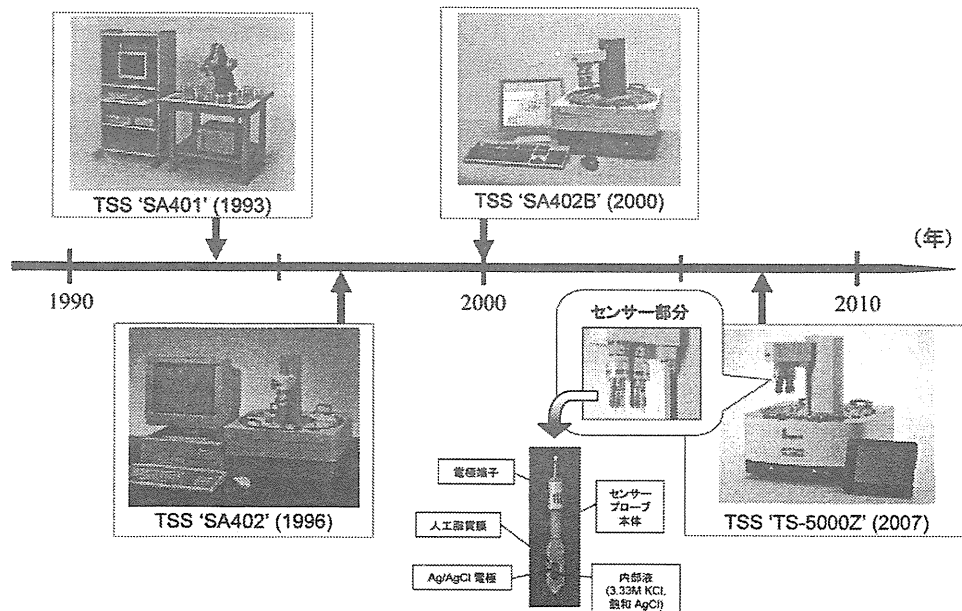 TSS 'SA401' (1993)
TSS 'SA402B' (2000)
(年)
1990
2000
2010
センサー部分
TSS 'SA402' (1996)
TSS 'TS-5000Z' (2007)
電極端子
センサー
プローブ
本体
人工脂質膜
Ag/AgCl 電極
内部液
(3.33M KCl,
飽和 AgCl)